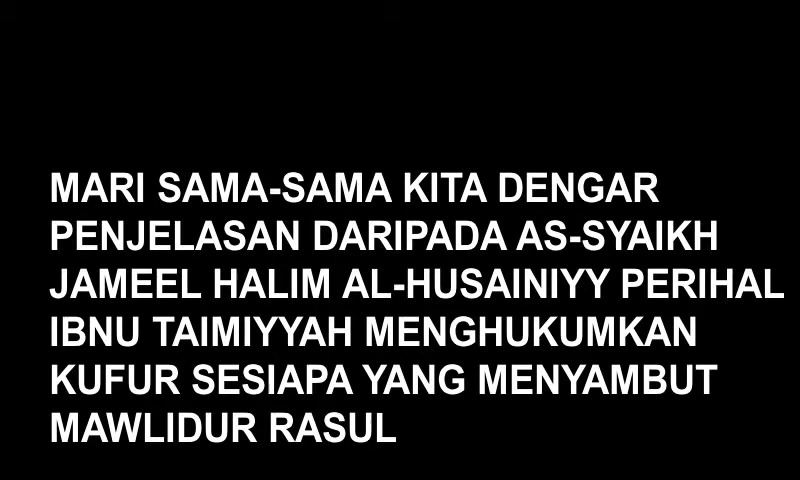 MARI SAMA-SAMA KITA DENGAR
PENJELASAN DARIPADA AS-SYAIKH
JAMEEL HALIM AL-HUSAINIYY PERIHAL
IBNU TAIMIYYAH MENGHUKUMKAN
KUFUR SESIAPA YANG MENYAMBUT
MAWLIDUR RASUL